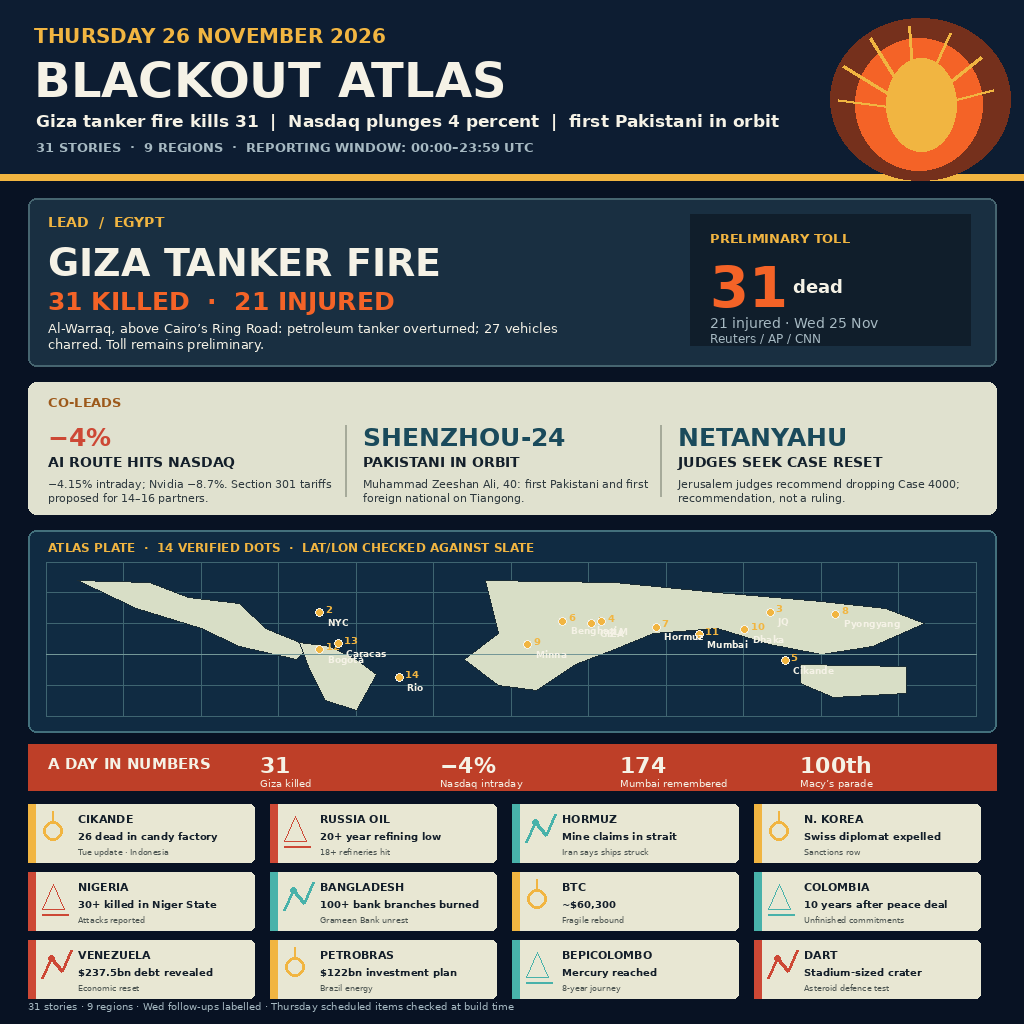 THURSDAY 26 NOVEMBER 2026
BLACKOUT ATLAS
Giza tanker fire kills 31 | Nasdaq plunges 4 percent | first Pakistani in orbit
31 STORIES · 9 REGIONS · REPORTING WINDOW: 00:00–23:59 UTC
LEAD / EGYPT
GIZA TANKER FIRE
31 KILLED · 21 INJURED
Al-Warraq, above Cairo’s Ring Road: petroleum tanker overturned; 27 vehicles
charred. Toll remains preliminary.
PRELIMINARY TOLL
31 dead
21 injured · Wed 25 Nov
Reuters / AP / CNN
CO-LEADS
−4%
AI ROUTE HITS NASDAQ
−4.15% intraday; Nvidia −8.7%. Section 301 tariffs
proposed for 14–16 partners.
SHENZHOU-24
PAKISTANI IN ORBIT
Muhammad Zeeshan Ali, 40: first Pakistani and first
foreign national on Tiangong.
NETANYAHU
JUDGES SEEK CASE RESET
Jerusalem judges recommend dropping Case 4000;
recommendation, not a ruling.
ATLAS PLATE · 14 VERIFIED DOTS · LAT/LON CHECKED AGAINST SLATE
2
NYC
13
Caracas
Bogota
14
Rio
6
4
9
Minna
7
Hormuz
11
Mumbai
3
JQ
10
Dhaka
8
Pyongyang
5
Cikande
A DAY IN NUMBERS
31
Giza killed
−4%
Nasdaq intraday
174
Mumbai remembered
100th
Macy’s parade
CIKANDE
26 dead in candy factory
Tue update · Indonesia
RUSSIA OIL
20+ year refining low
18+ refineries hit
HORMUZ
Mine claims in strait
Iran says ships struck
N. KOREA
Swiss diplomat expelled
Sanctions row
NIGERIA
30+ killed in Niger State
Attacks reported
BANGLADESH
100+ bank branches burned
Grameen Bank unrest
BTC
~$60,300
Fragile rebound
COLOMBIA
10 years after peace deal
Unfinished commitments
VENEZUELA
$237.5bn debt revealed
Economic reset
PETROBRAS
$122bn investment plan
Brazil energy
BEPICOLOMBO
Mercury reached
8-year journey
DART
Stadium-sized crater
Asteroid defence test
31 stories · 9 regions · Wed follow-ups labelled · Thursday scheduled items checked at build time